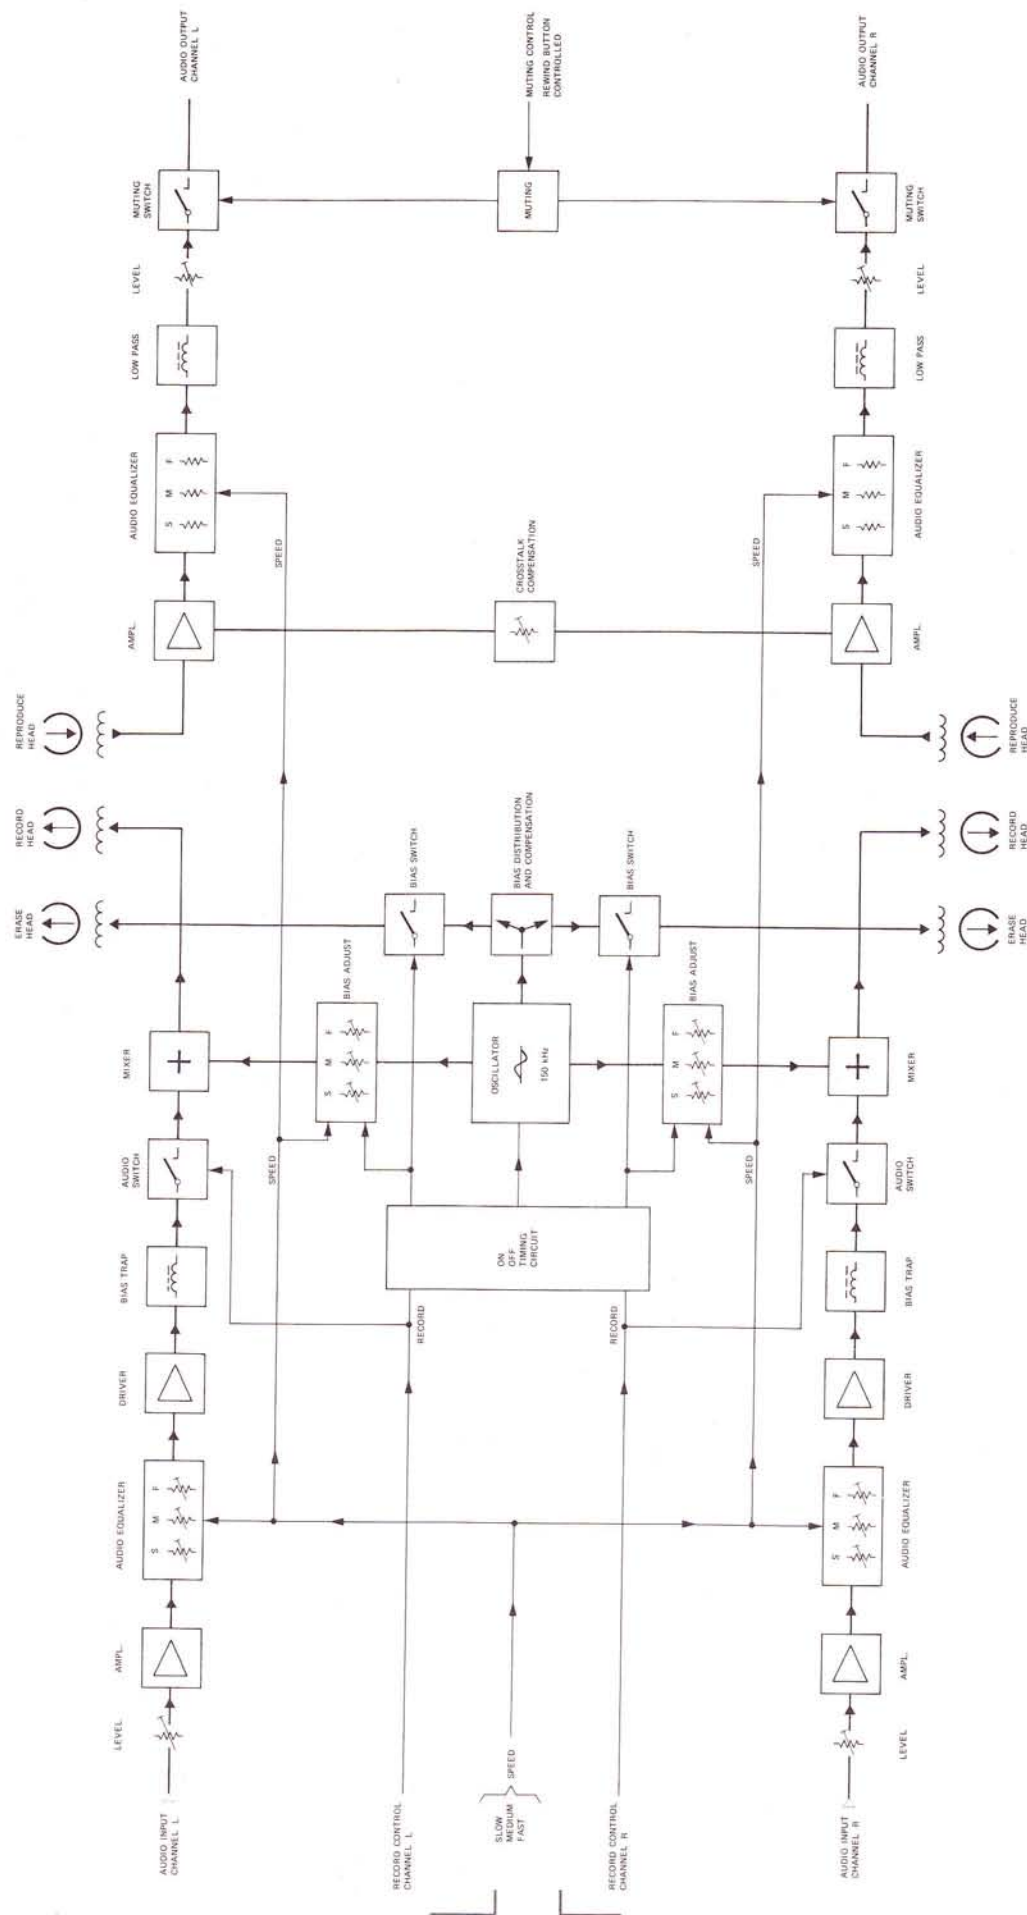 AUDIO INPUT
CHANNEL L
LEVEL
AMPL.
AUDIO EQUALIZER
S M F
DRIVER
BIAS TRAP
AUDIO
SWITCH
MIXER
ERASE
HEAD
RECORD
HEAD
REPRODUCE
HEAD
AMPL.
AUDIO EQUALIZER
S M F
LOW PASS
LEVEL
MUTING
SWITCH
AUDIO OUTPUT
CHANNEL L
SPEED
SPEED
BIAS ADJUST
S M F
BIAS SWITCH
RECORD CONTROL
CHANNEL L
RECORD
SLOW
MEDIUM
FAST
SPEED
ON
OFF
TIMING
CIRCUIT
OSCILLATOR
150 kHz
BIAS DISTRIBUTION
AND COMPENSATION
CROSSTALK
COMPENSATION
MUTING
MUTING CONTROL
REWIND BUTTON
CONTROLLED
RECORD CONTROL
CHANNEL R
RECORD
BIAS SWITCH
BIAS ADJUST
S M F
SPEED
SPEED
AUDIO INPUT
CHANNEL R
LEVEL
AMPL.
AUDIO EQUALIZER
S M F
DRIVER
BIAS TRAP
AUDIO
SWITCH
MIXER
ERASE
HEAD
RECORD
HEAD
REPRODUCE
HEAD
AMPL.
AUDIO EQUALIZER
S M F
LOW PASS
LEVEL
MUTING
SWITCH
AUDIO OUTPUT
CHANNEL R